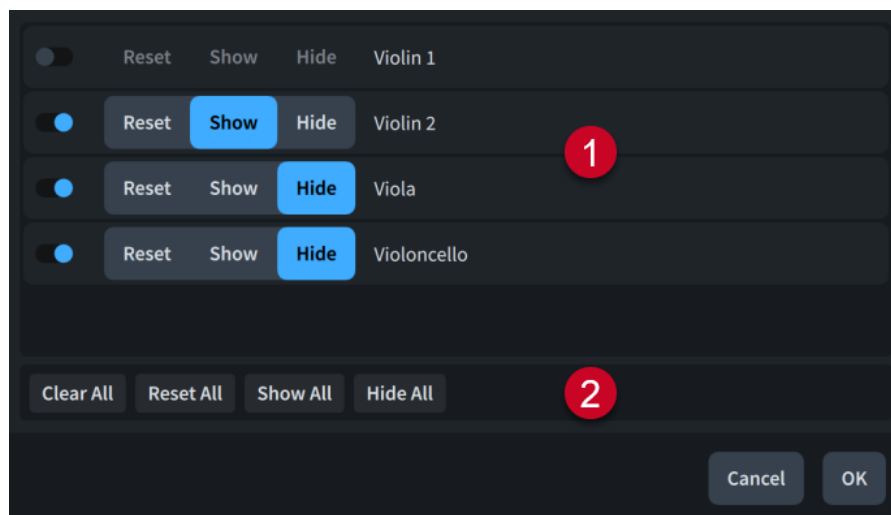 Reset Show Hide Violin 1
Reset Show Hide Violin 2
1
Reset Show Hide Viola
Reset Show Hide Violoncello
Clear All Reset All Show All Hide All 2
Cancel OK